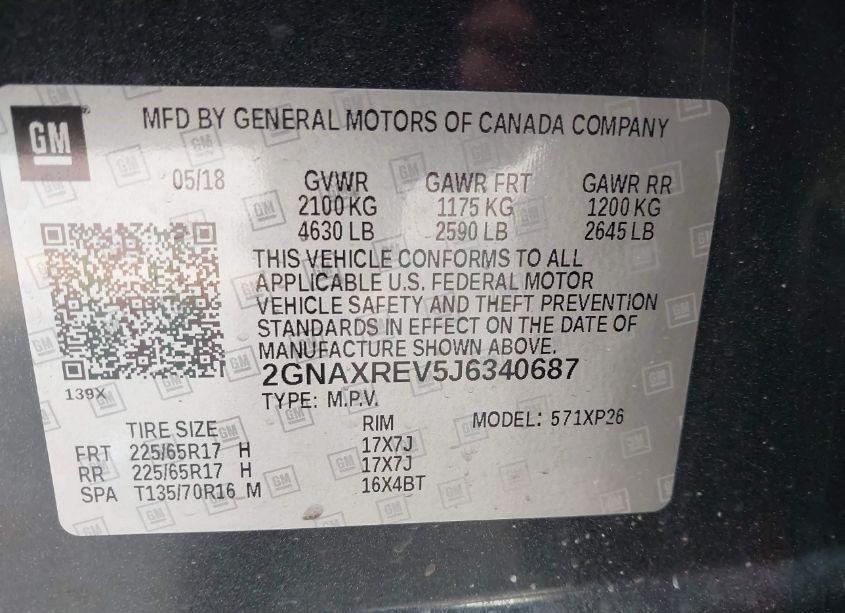 GM
MFD BY GENERAL MOTORS OF CANADA COMPANY
05/18 GVWR GAWR FRT GAWR RR
2100 KG 1175 KG 1200 KG
4630 LB 2590 LB 2645 LB
THIS VEHICLE CONFORMS TO ALL
APPLICABLE U.S. FEDERAL MOTOR
VEHICLE SAFETY AND THEFT PREVENTION
STANDARDS IN EFFECT ON THE DATE OF
MANUFACTURE SHOWN ABOVE.
2GNAXREV5J6340687
139X TYPE: M.P.V.
TIRE SIZE RIM MODEL: 571XP26
FRT 225/65R17 H 17X7J
RR 225/65R17 H 17X7J
SPA T135/70R16 M 16X4BT